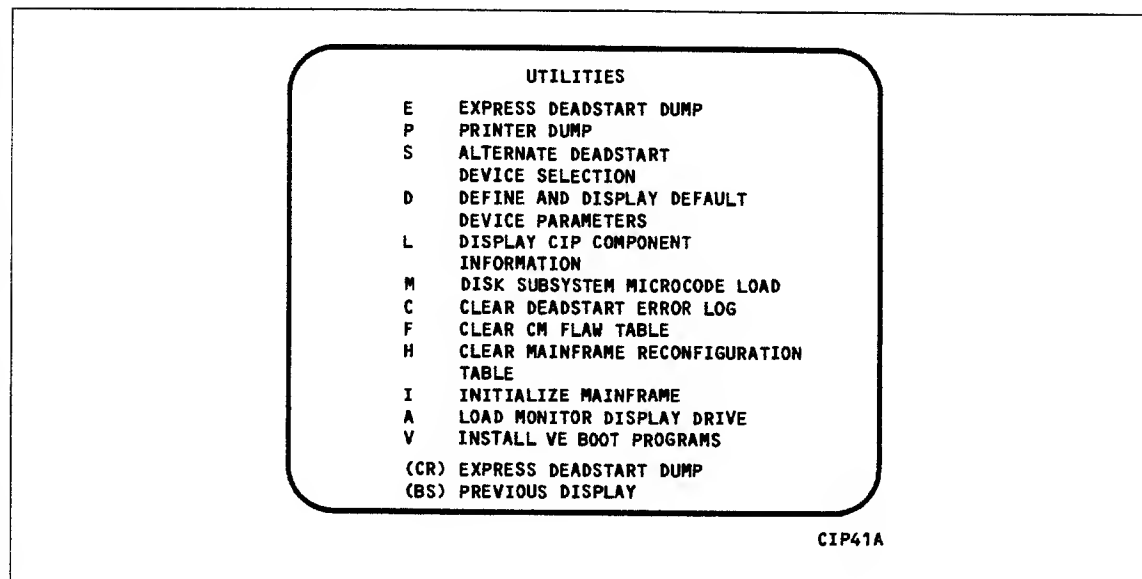 UTILITIES
E EXPRESS DEADSTART DUMP
P PRINTER DUMP
S ALTERNATE DEADSTART
DEVICE SELECTION
D DEFINE AND DISPLAY DEFAULT
DEVICE PARAMETERS
L DISPLAY CIP COMPONENT
INFORMATION
M DISK SUBSYSTEM MICROCODE LOAD
C CLEAR DEADSTART ERROR LOG
F CLEAR CM FLAW TABLE
H CLEAR MAINFRAME RECONFIGURATION
TABLE
I INITIALIZE MAINFRAME
A LOAD MONITOR DISPLAY DRIVE
V INSTALL VE BOOT PROGRAMS
(CR) EXPRESS DEADSTART DUMP
(BS) PREVIOUS DISPLAY
CIP41A